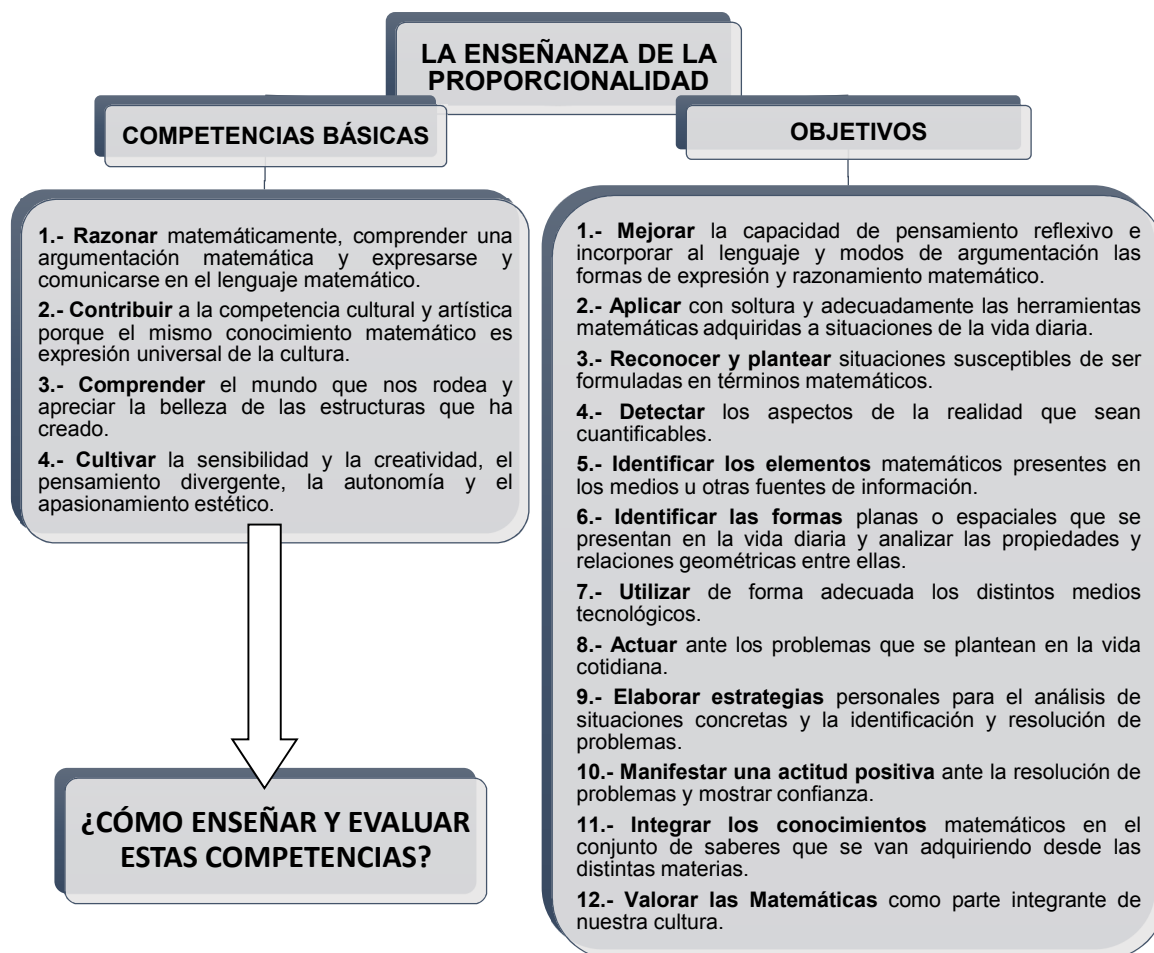 LA ENSEÑANZA DE LA
PROPORCIONALIDAD
COMPETENCIAS BÁSICAS
1.- Razonar matemáticamente, comprender una
argumentación matemática y expresarse y
comunicarse en el lenguaje matemático.
2.- Contribuir a la competencia cultural y artística
porque el mismo conocimiento matemático es
expresión universal de la cultura.
3.- Comprender el mundo que nos rodea y
apreciar la belleza de las estructuras que ha
creado.
4.- Cultivar la sensibilidad y la creatividad, el
pensamiento divergente, la autonomía y el
apasionamiento estético.
¿CÓMO ENSEÑAR Y EVALUAR
ESTAS COMPETENCIAS?
OBJETIVOS
1.- Mejorar la capacidad de pensamiento reflexivo e
incorporar al lenguaje y modos de argumentación las
formas de expresión y razonamiento matemático.
2.- Aplicar con soltura y adecuadamente las herramientas
matemáticas adquiridas a situaciones de la vida diaria.
3.- Reconocer y plantear situaciones susceptibles de ser
formuladas en términos matemáticos.
4.- Detectar los aspectos de la realidad que sean
cuantificables.
5.- Identificar los elementos matemáticos presentes en
los medios u otras fuentes de información.
6.- Identificar las formas planas o espaciales que se
presentan en la vida diaria y analizar las propiedades y
relaciones geométricas entre ellas.
7.- Utilizar de forma adecuada los distintos medios
tecnológicos.
8.- Actuar ante los problemas que se plantean en la vida
cotidiana.
9.- Elaborar estrategias personales para el análisis de
situaciones concretas y la identificación y resolución de
problemas.
10.- Manifestar una actitud positiva ante la resolución de
problemas y mostrar confianza.
11.- Integrar los conocimientos matemáticos en el
conjunto de saberes que se van adquiriendo desde las
distintas materias.
12.- Valorar las Matemáticas como parte integrante de
nuestra cultura.